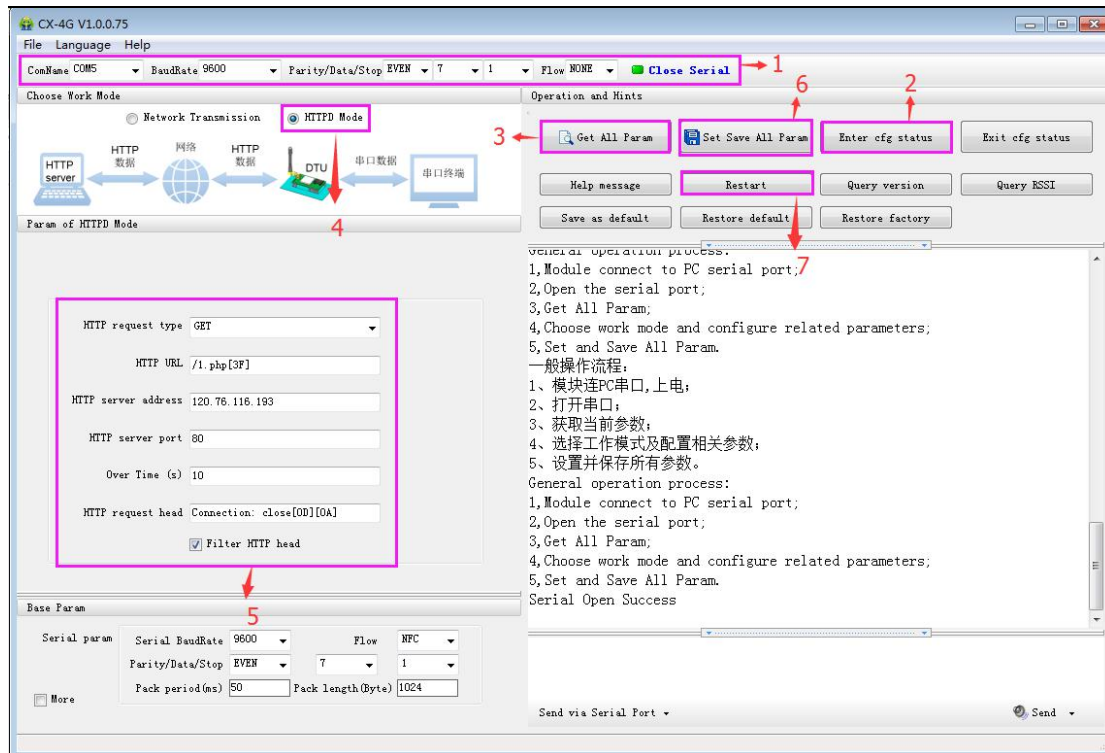 CX-4G V1.0.0.75
File Language Help
ComName COM5 BaudRate 9600 Parity/Data/Stop EVEN 7 1 Flow NONE Close Serial 1
Choose Work Mode
Network Transmission HTTPD Mode
HTTP server
HTTP 数据
网络
HTTP 数据
DTU
串口数据
串口终端
4
Param of HTTPD Mode
HTTP request type GET
HTTP URL /1.php[3F]
HTTP server address 120.76.116.193
HTTP server port 80
Over Time (s) 10
HTTP request head Connection: close[0D][0A]
Filter HTTP head
5
Base Param
Serial param Serial BaudRate 9600 Flow NFC
Parity/Data/Stop EVEN 7 1
Pack period(ms) 50 Pack length(Byte) 1024
More
Operation and Hints
6 2
3 Get All Param Set Save All Param Enter cfg status Exit cfg status
Help message Restart Query version Query RSSI
Save as default Restore default Restore factory
7
General operation process:
1,Module connect to PC serial port;
2,Open the serial port;
3,Get All Param;
4,Choose work mode and configure related parameters;
5,Set and Save All Param.
一般操作流程：
1、模块连PC串口,上电；
2、打开串口；
3、获取当前参数；
4、选择工作模式及配置相关参数；
5、设置并保存所有参数。
General operation process:
1,Module connect to PC serial port;
2,Open the serial port;
3,Get All Param;
4,Choose work mode and configure related parameters;
5,Set and Save All Param.
Serial Open Success
Send via Serial Port Send